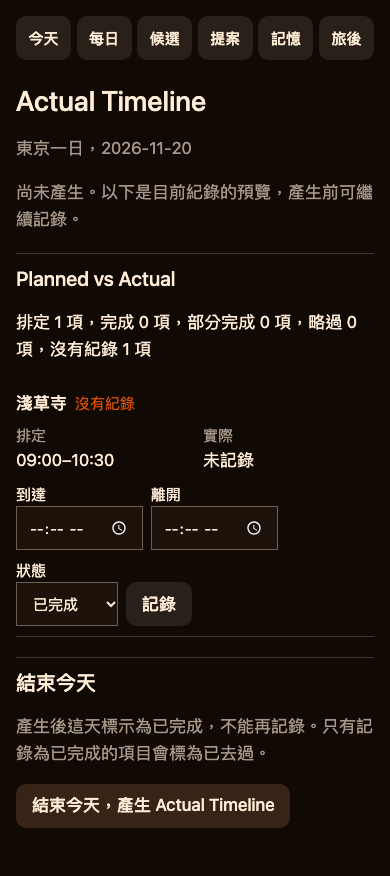 今天 每日 候選 提案 記憶 旅後
Actual Timeline
東京一日，2026-11-20
尚未產生。以下是目前紀錄的預覽，產生前可繼
續記錄。
Planned vs Actual
排定 1 項，完成 0 項，部分完成 0 項，略過 0
項，沒有紀錄 1 項
淺草寺 沒有紀錄
排定 實際
09:00–10:30 未記錄
到達 離開
--:-- -- --:-- --
狀態
已完成 記錄
結束今天
產生後這天標示為已完成，不能再記錄。只有記
錄為已完成的項目會標為已去過。
結束今天，產生 Actual Timeline